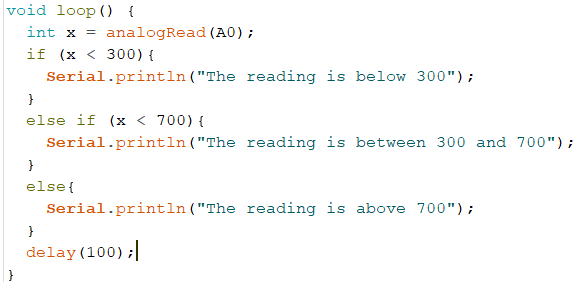 void loop() {
  int x = analogRead(A0);
  if (x < 300){
    Serial.println("The reading is below 300");
  }
  else if (x < 700){
    Serial.println("The reading is between 300 and 700");
  }
  else{
    Serial.println("The reading is above 700");
  }
  delay(100);
}